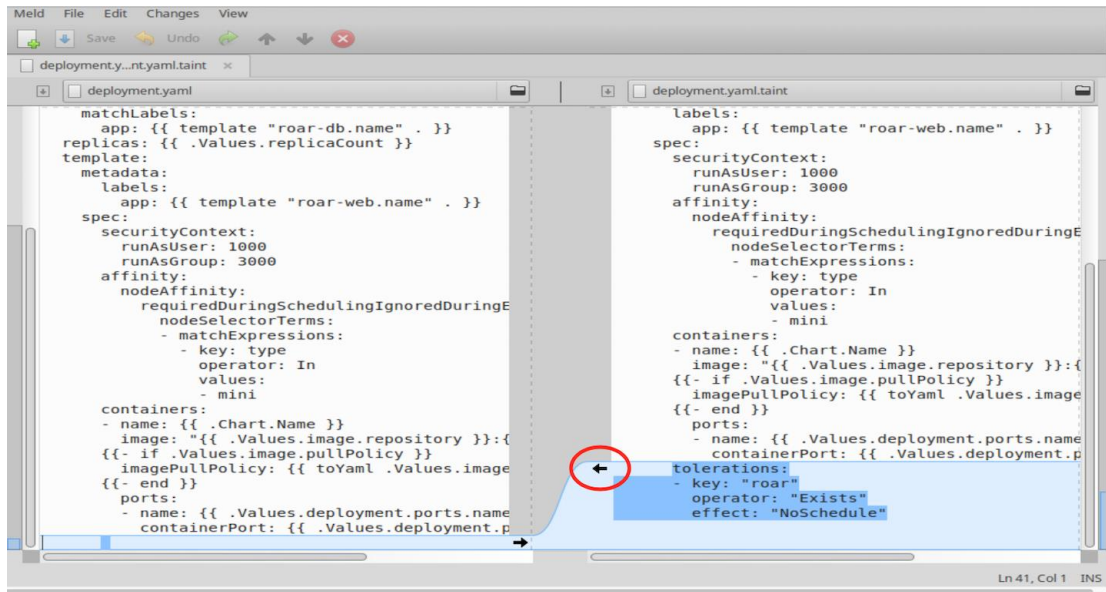 Meld File Edit Changes View
Save Undo
deployment.y...nt.yaml.taint ×
deployment.yaml
matchLabels:
app: {{ template "roar-db.name" . }}
replicas: {{ .Values.replicaCount }}
template:
metadata:
labels:
app: {{ template "roar-web.name" . }}
spec:
securityContext:
runAsUser: 1000
runAsGroup: 3000
affinity:
nodeAffinity:
requiredDuringSchedulingIgnoredDuringE
nodeSelectorTerms:
- matchExpressions:
- key: type
operator: In
values:
- mini
containers:
- name: {{ .Chart.Name }}
image: "{{ .Values.image.repository }}:{
{{- if .Values.image.pullPolicy }}
imagePullPolicy: {{ toYaml .Values.image
{{- end }}
ports:
- name: {{ .Values.deployment.ports.name
containerPort: {{ .Values.deployment.p
deployment.yaml.taint
labels:
app: {{ template "roar-web.name" . }}
spec:
securityContext:
runAsUser: 1000
runAsGroup: 3000
affinity:
nodeAffinity:
requiredDuringSchedulingIgnoredDuringE
nodeSelectorTerms:
- matchExpressions:
- key: type
operator: In
values:
- mini
containers:
- name: {{ .Chart.Name }}
image: "{{ .Values.image.repository }}:{
{{- if .Values.image.pullPolicy }}
imagePullPolicy: {{ toYaml .Values.image
{{- end }}
ports:
- name: {{ .Values.deployment.ports.name
containerPort: {{ .Values.deployment.p
tolerations:
- key: "roar"
operator: "Exists"
effect: "NoSchedule"
Ln 41, Col 1 INS